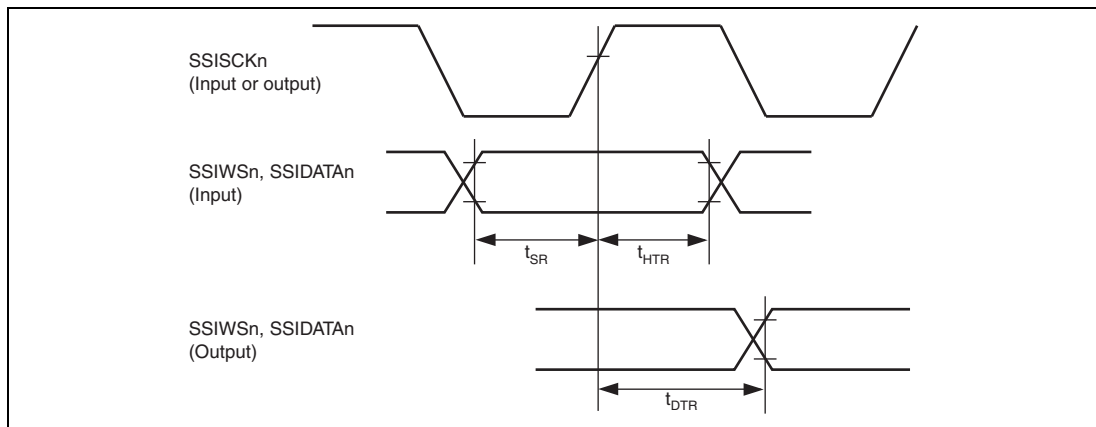 SSISCKn
(Input or output)
SSIWSn, SSIDATAn
(Input)
tSR
tHTR
SSIWSn, SSIDATAn
(Output)
tDTR